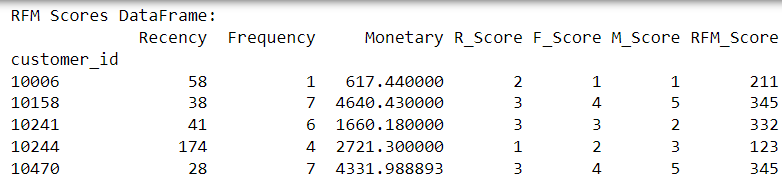 RFM Scores DataFrame:
Recency Frequency Monetary R_Score F_Score M_Score RFM_Score
customer_id
10006 58 1 617.440000 2 1 1 211
10158 38 7 4640.430000 3 4 5 345
10241 41 6 1660.180000 3 3 2 332
10244 174 4 2721.300000 1 2 3 123
10470 28 7 4331.988893 3 4 5 345